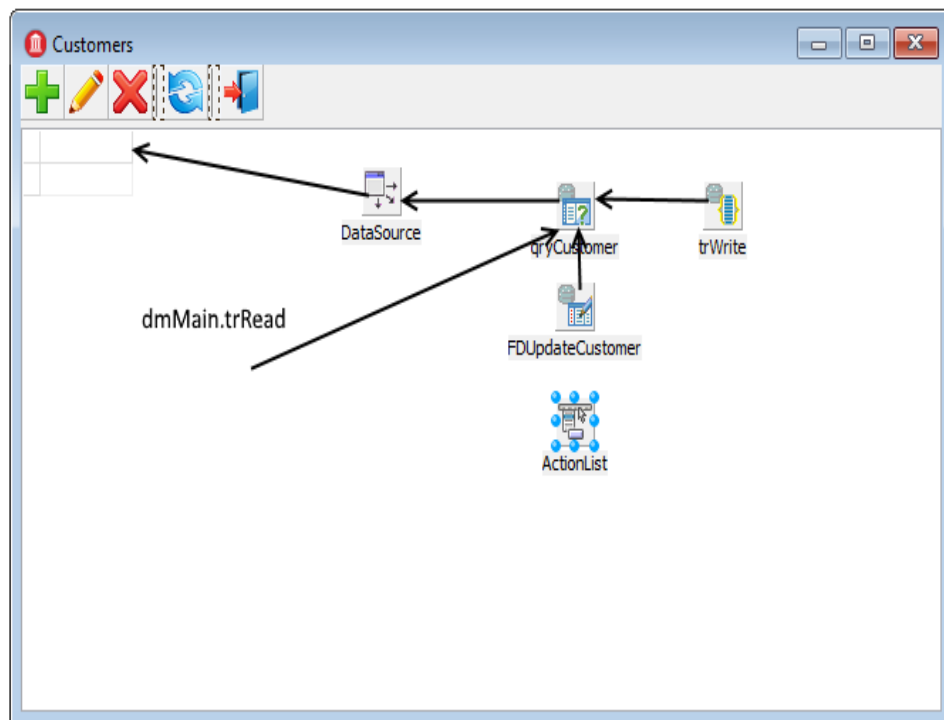 Customers
DataSource
qryCustomer
trWrite
dmMain.trRead
FDUpdateCustomer
ActionList